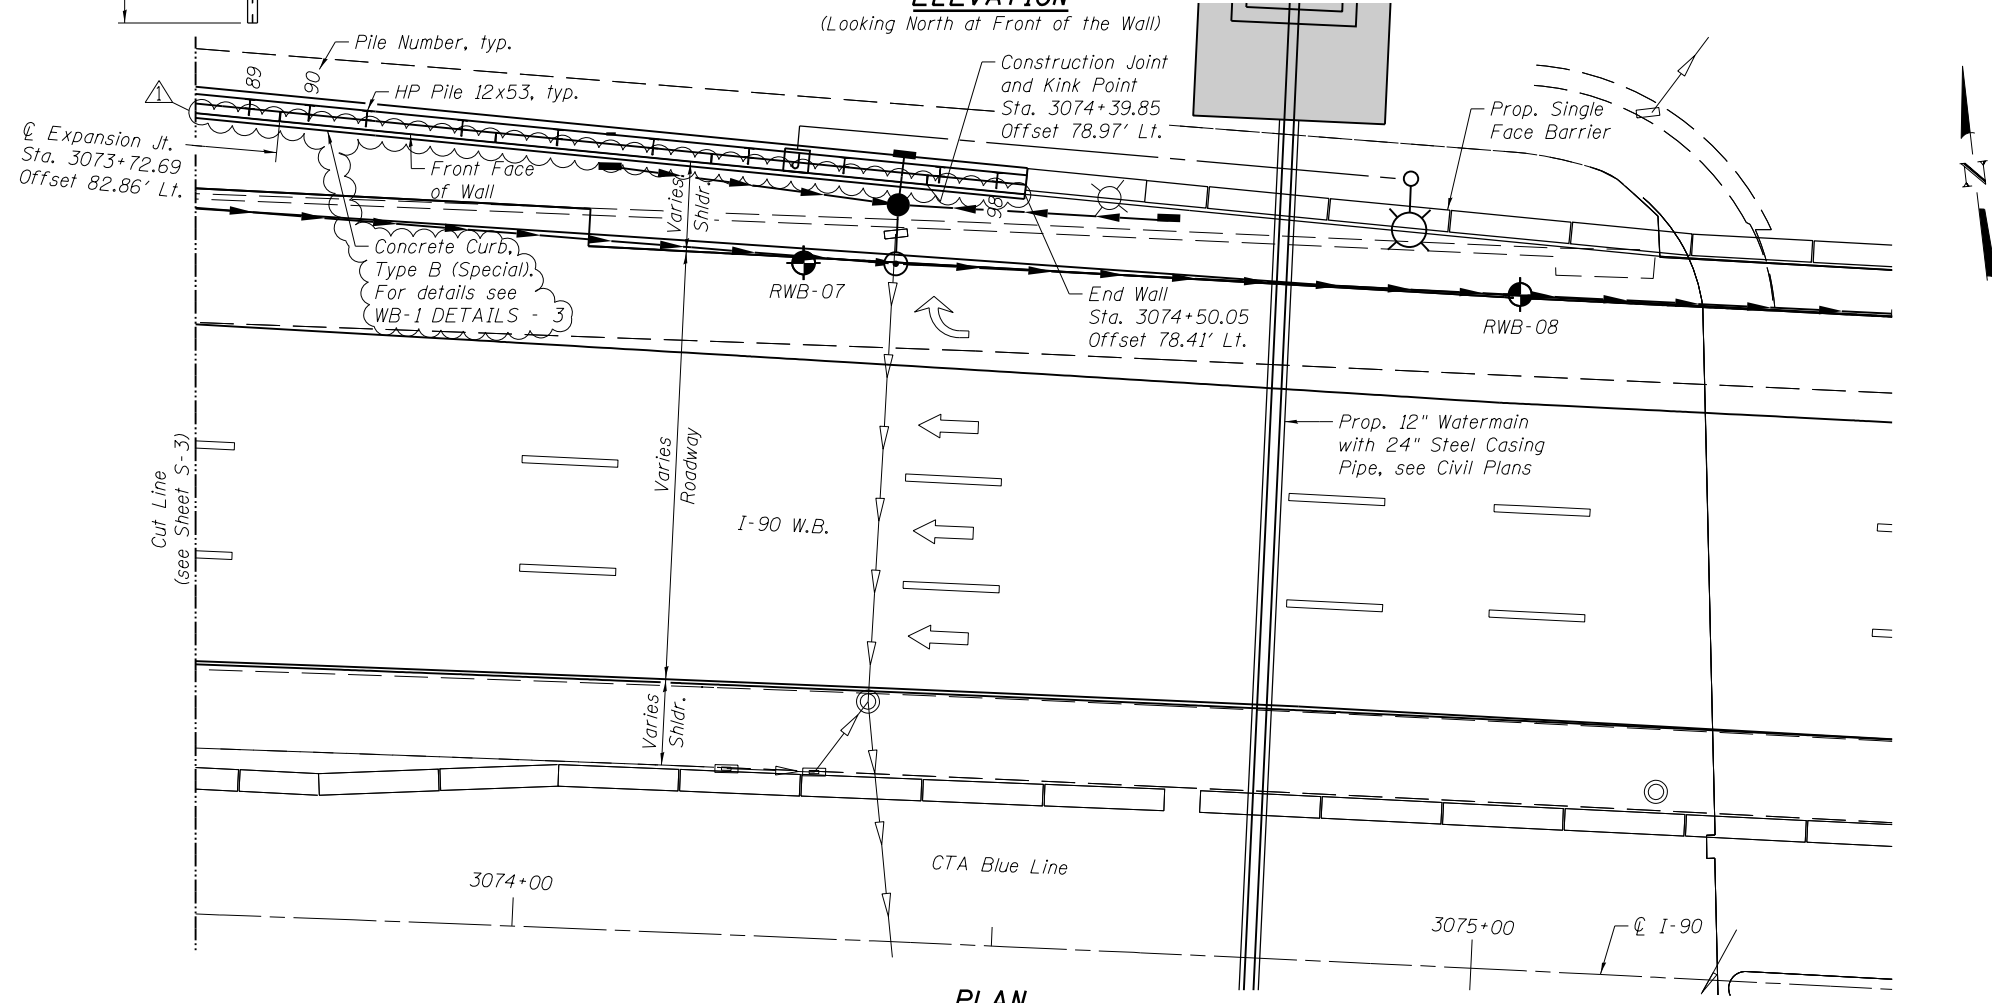 ELEVATION
(Looking North at Front of the Wall)
Pile Number, typ.
89
90
HP Pile 12x53, typ.
1
Construction Joint
and Kink Point
Sta. 3074+39.85
Offset 78.97' Lt.
Prop. Single
Face Barrier
N
℄ Expansion Jt.
Sta. 3073+72.69
Offset 82.86' Lt.
Front Face
of Wall
Varies
Shldr.
98
Concrete Curb,
Type B (Special).
For details see
WB-1 DETAILS - 3
RWB-07
End Wall
Sta. 3074+50.05
Offset 78.41' Lt.
RWB-08
Cut Line
(see Sheet S-3)
Varies
Roadway
I-90 W.B.
Prop. 12" Watermain
with 24" Steel Casing
Pipe, see Civil Plans
Varies
Shldr.
CTA Blue Line
3074+00
3075+00
℄ I-90
PLAN